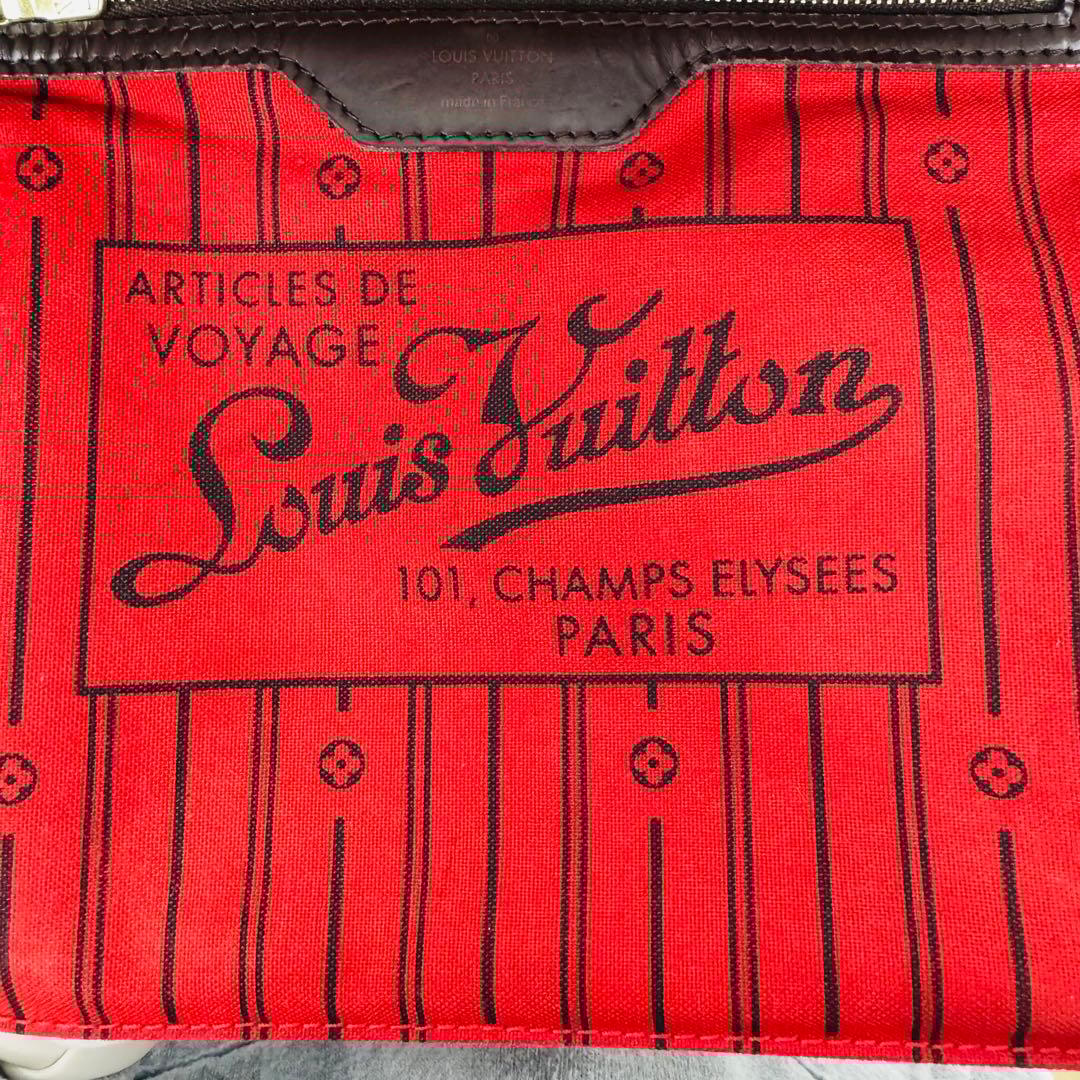 LOUIS VUITTON
PARIS
made in France
ARTICLES DE
VOYAGE
Louis Vuitton
101, CHAMPS ELYSEES
PARIS